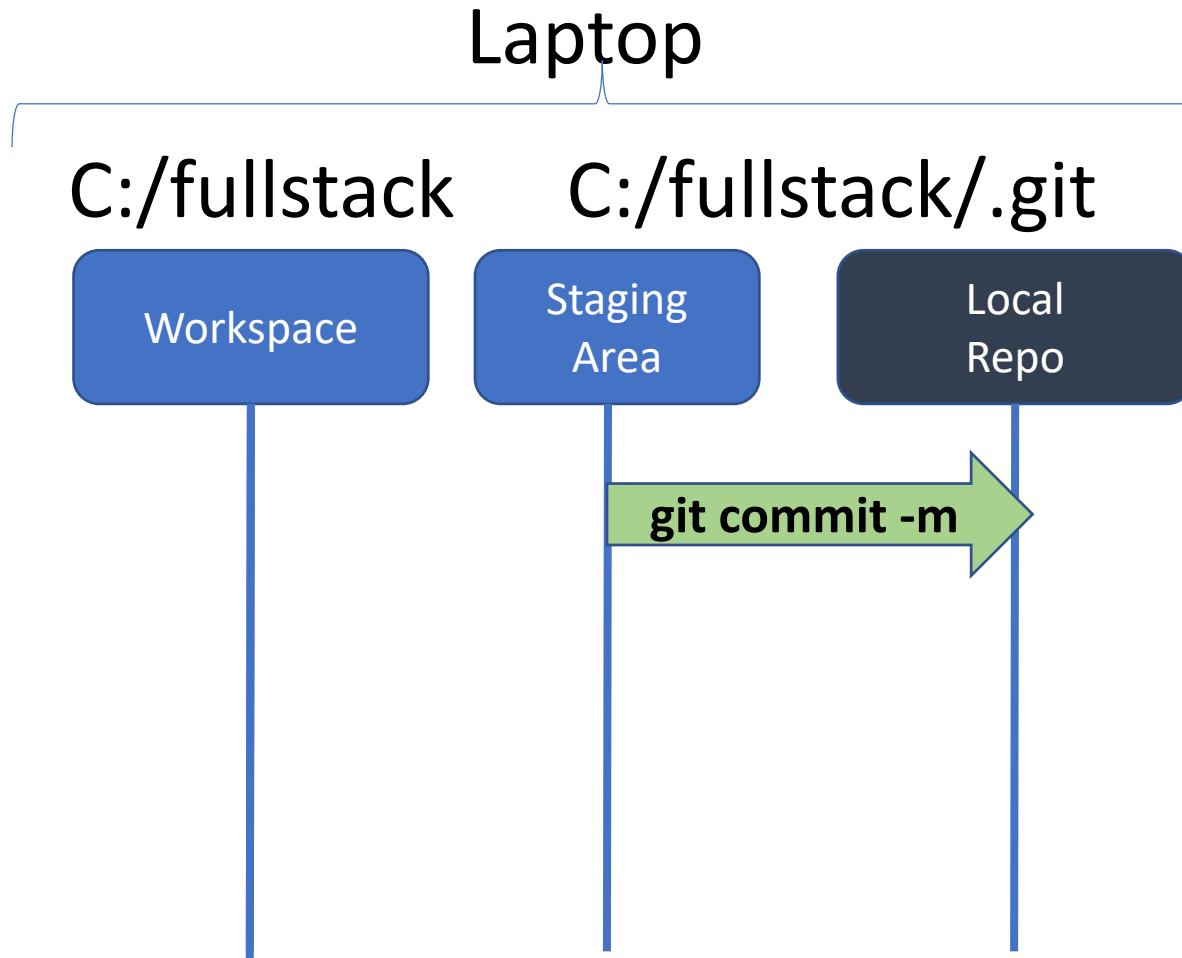 Laptop
C:/fullstack
C:/fullstack/.git
Workspace
Staging
Area
Local
Repo
git commit -m